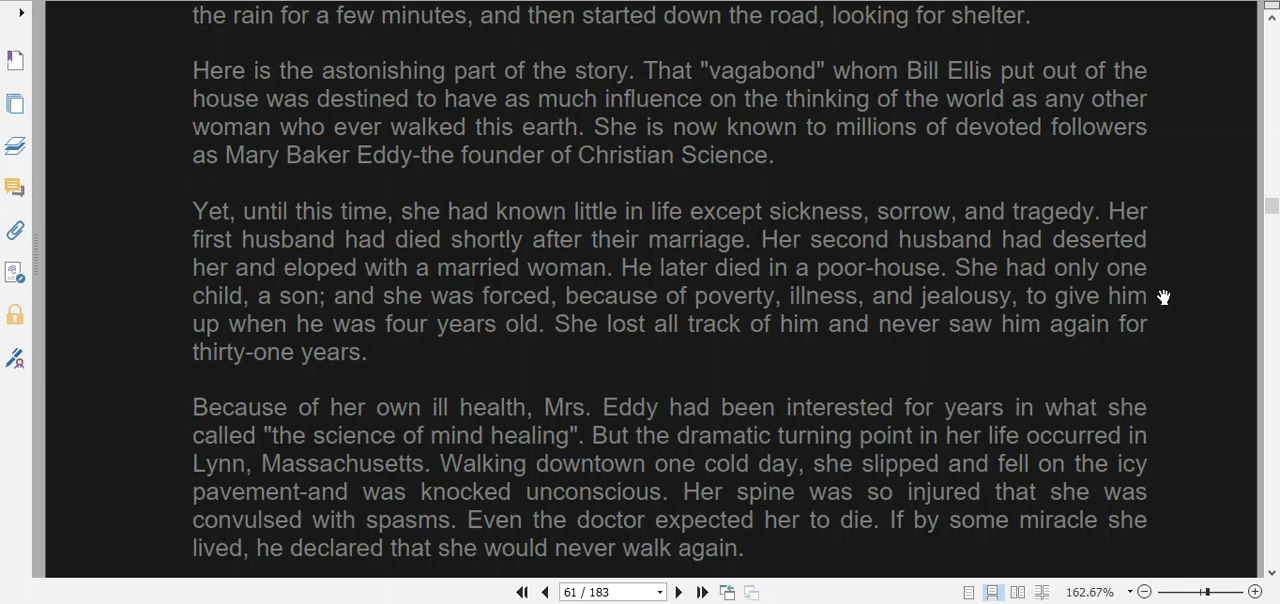 the rain for a few minutes, and then started down the road, looking for shelter.
Here is the astonishing part of the story. That "vagabond" whom Bill Ellis put out of the
house was destined to have as much influence on the thinking of the world as any other
woman who ever walked this earth. She is now known to millions of devoted followers
as Mary Baker Eddy-the founder of Christian Science.
Yet, until this time, she had known little in life except sickness, sorrow, and tragedy. Her
first husband had died shortly after their marriage. Her second husband had deserted
her and eloped with a married woman. He later died in a poor-house. She had only one
child, a son; and she was forced, because of poverty, illness, and jealousy, to give him
up when he was four years old. She lost all track of him and never saw him again for
thirty-one years.
Because of her own ill health, Mrs. Eddy had been interested for years in what she
called "the science of mind healing". But the dramatic turning point in her life occurred in
Lynn, Massachusetts. Walking downtown one cold day, she slipped and fell on the icy
pavement-and was knocked unconscious. Her spine was so injured that she was
convulsed with spasms. Even the doctor expected her to die. If by some miracle she
lived, he declared that she would never walk again.
61 / 183 162.67%